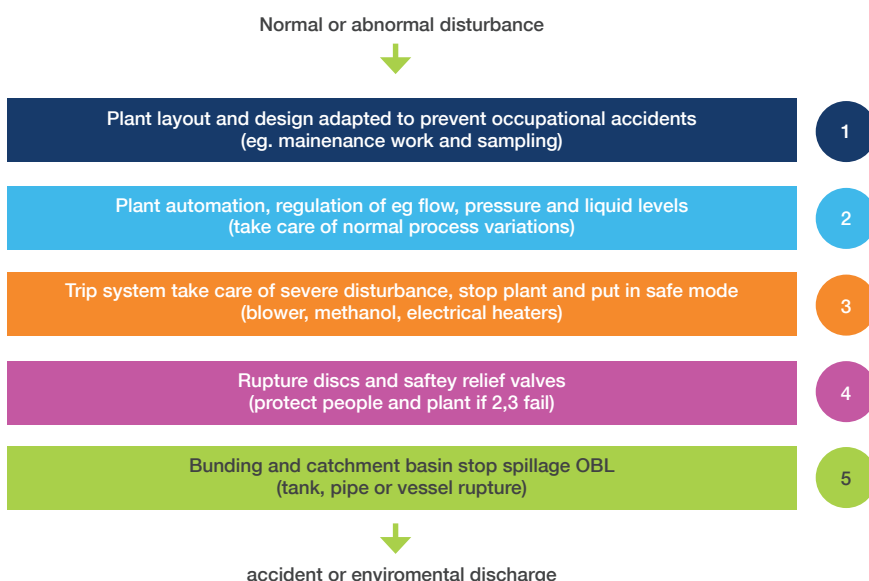 Normal or abnormal disturbance
Plant layout and design adapted to prevent occupational accidents
(eg. mainenance work and sampling)
1
Plant automation, regulation of eg flow, pressure and liquid levels
(take care of normal process variations)
2
Trip system take care of severe disturbance, stop plant and put in safe mode
(blower, methanol, electrical heaters)
3
Rupture discs and saftey relief valves
(protect people and plant if 2,3 fail)
4
Bunding and catchment basin stop spillage OBL
(tank, pipe or vessel rupture)
5
accident or enviromental discharge